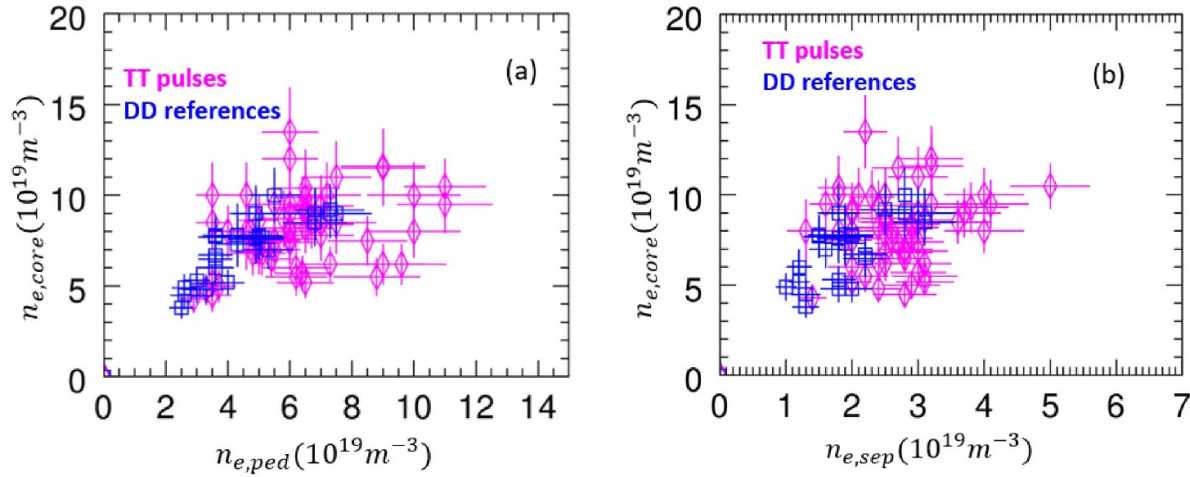 20
15
10
5
0
TT pulses
DD references
(a)
0 2 4 6 8 10 12 14
n_{e,core}(10^{19}m^{-3})
n_{e,ped}(10^{19}m^{-3})
20
15
10
5
0
TT pulses
DD references
(b)
0 1 2 3 4 5 6 7
n_{e,core}(10^{19}m^{-3})
n_{e,sep}(10^{19}m^{-3})